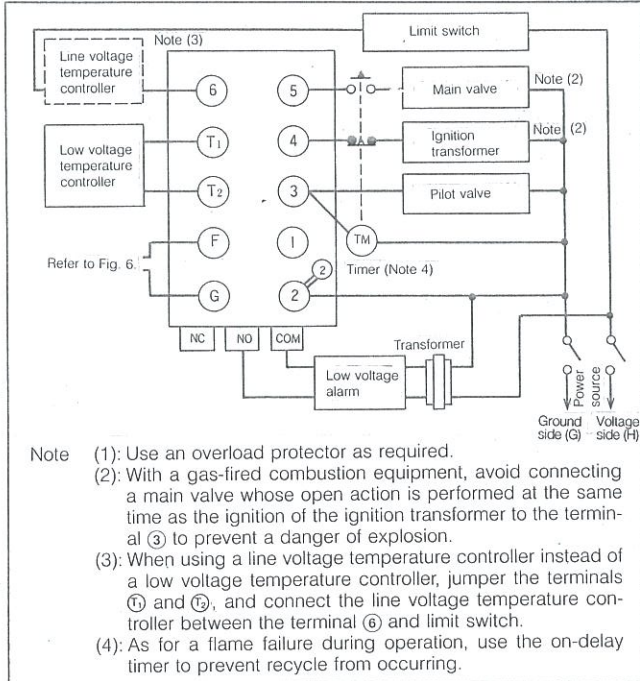 Limit switch
Note (3)
Line voltage
temperature
controller
6
5
Main valve
Note (2)
Low voltage
temperature
controller
T1
4
Ignition
transformer
Note (2)
T2
3
Pilot valve
F
I
TM
Refer to Fig. 6.
2
Timer (Note 4)
G
2
NC
NO
COM
Transformer
Low voltage
alarm
Power
source
Ground
side (G)
Voltage
side (H)
Note (1): Use an overload protector as required.
(2): With a gas-fired combustion equipment, avoid connecting
a main valve whose open action is performed at the same
time as the ignition of the ignition transformer to the termin-
al ③ to prevent a danger of explosion.
(3): When using a line voltage temperature controller instead of
a low voltage temperature controller, jumper the terminals
(T1) and (T2), and connect the line voltage temperature con-
troller between the terminal ⑥ and limit switch.
(4): As for a flame failure during operation, use the on-delay
timer to prevent recycle from occurring.